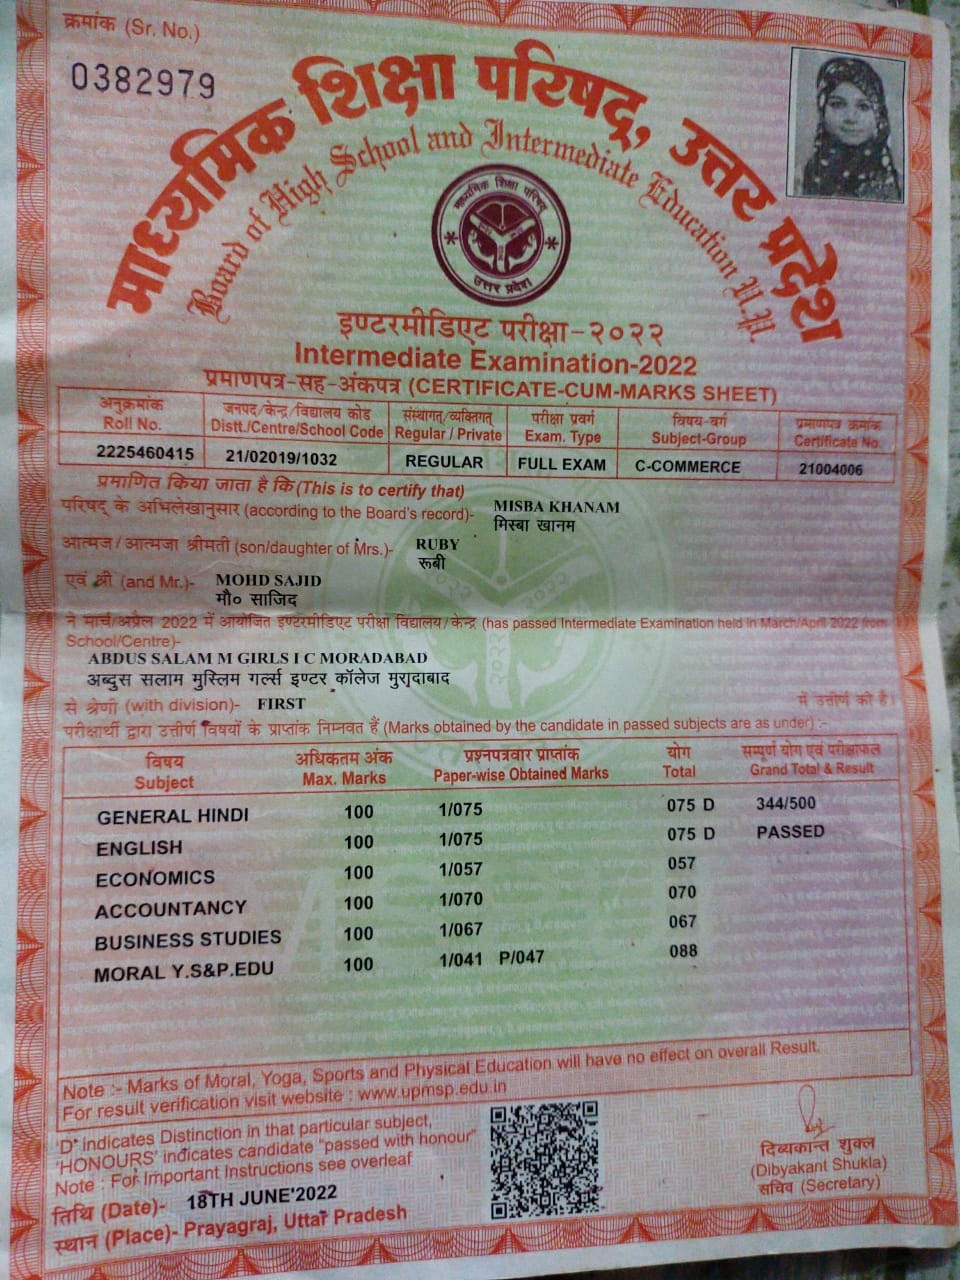 क्रमांक (Sr. No.)
0382979
माध्यमिक शिक्षा परिषद्, उत्तर प्रदेश
Board of High School and Intermediate Education U.P.
माध्यमिक शिक्षा परिषद्
उत्तर प्रदेश
इण्टरमीडिएट परीक्षा-२०२२
Intermediate Examination-2022
प्रमाणपत्र-सह-अंकपत्र (CERTIFICATE-CUM-MARKS SHEET)
अनुक्रमांक जनपद/केन्द्र/विद्यालय कोड संस्थागत/व्यक्तिगत परीक्षा प्रवर्ग विषय-वर्ग प्रमाणपत्र क्रमांक
Roll No. Distt./Centre/School Code Regular / Private Exam. Type Subject-Group Certificate No.
2225460415 21/02019/1032 REGULAR FULL EXAM C-COMMERCE 21004006
प्रमाणित किया जाता है कि (This is to certify that)
परिषद् के अभिलेखानुसार (according to the Board's record)- MISBA KHANAM
मिस्बा खानम
आत्मज/आत्मजा श्रीमती (son/daughter of Mrs.)- RUBY
रूबी
एवं श्री (and Mr.)- MOHD SAJID
मौ० साजिद
ने मार्च/अप्रैल 2022 में आयोजित इण्टरमीडिएट परीक्षा विद्यालय/केन्द्र (has passed Intermediate Examination held in March/April 2022 from
School/Centre)-
ABDUS SALAM M GIRLS I C MORADABAD
अब्दुस सलाम मुस्लिम गर्ल्स इण्टर कॉलेज मुरादाबाद
से श्रेणी (with division)- FIRST में उत्तीर्ण की है।
परीक्षार्थी द्वारा उत्तीर्ण विषयों के प्राप्तांक निम्नवत हैं (Marks obtained by the candidate in passed subjects are as under) :-
विषय अधिकतम अंक प्रश्नपत्रवार प्राप्तांक योग सम्पूर्ण योग एवं परीक्षाफल
Subject Max. Marks Paper-wise Obtained Marks Total Grand Total & Result
GENERAL HINDI 100 1/075 075 D 344/500
ENGLISH 100 1/075 075 D PASSED
ECONOMICS 100 1/057 057
ACCOUNTANCY 100 1/070 070
BUSINESS STUDIES 100 1/067 067
MORAL Y.S&P.EDU 100 1/041 P/047 088
Note :- Marks of Moral, Yoga, Sports and Physical Education will have no effect on overall Result.
For result verification visit website : www.upmsp.edu.in
'D' indicates Distinction in that particular subject,
'HONOURS' indicates candidate "passed with honour"
Note : For Important Instructions see overleaf
तिथि (Date)- 18TH JUNE'2022
स्थान (Place)- Prayagraj, Uttar Pradesh
दिव्यकान्त शुक्ल
(Dibyakant Shukla)
सचिव (Secretary)